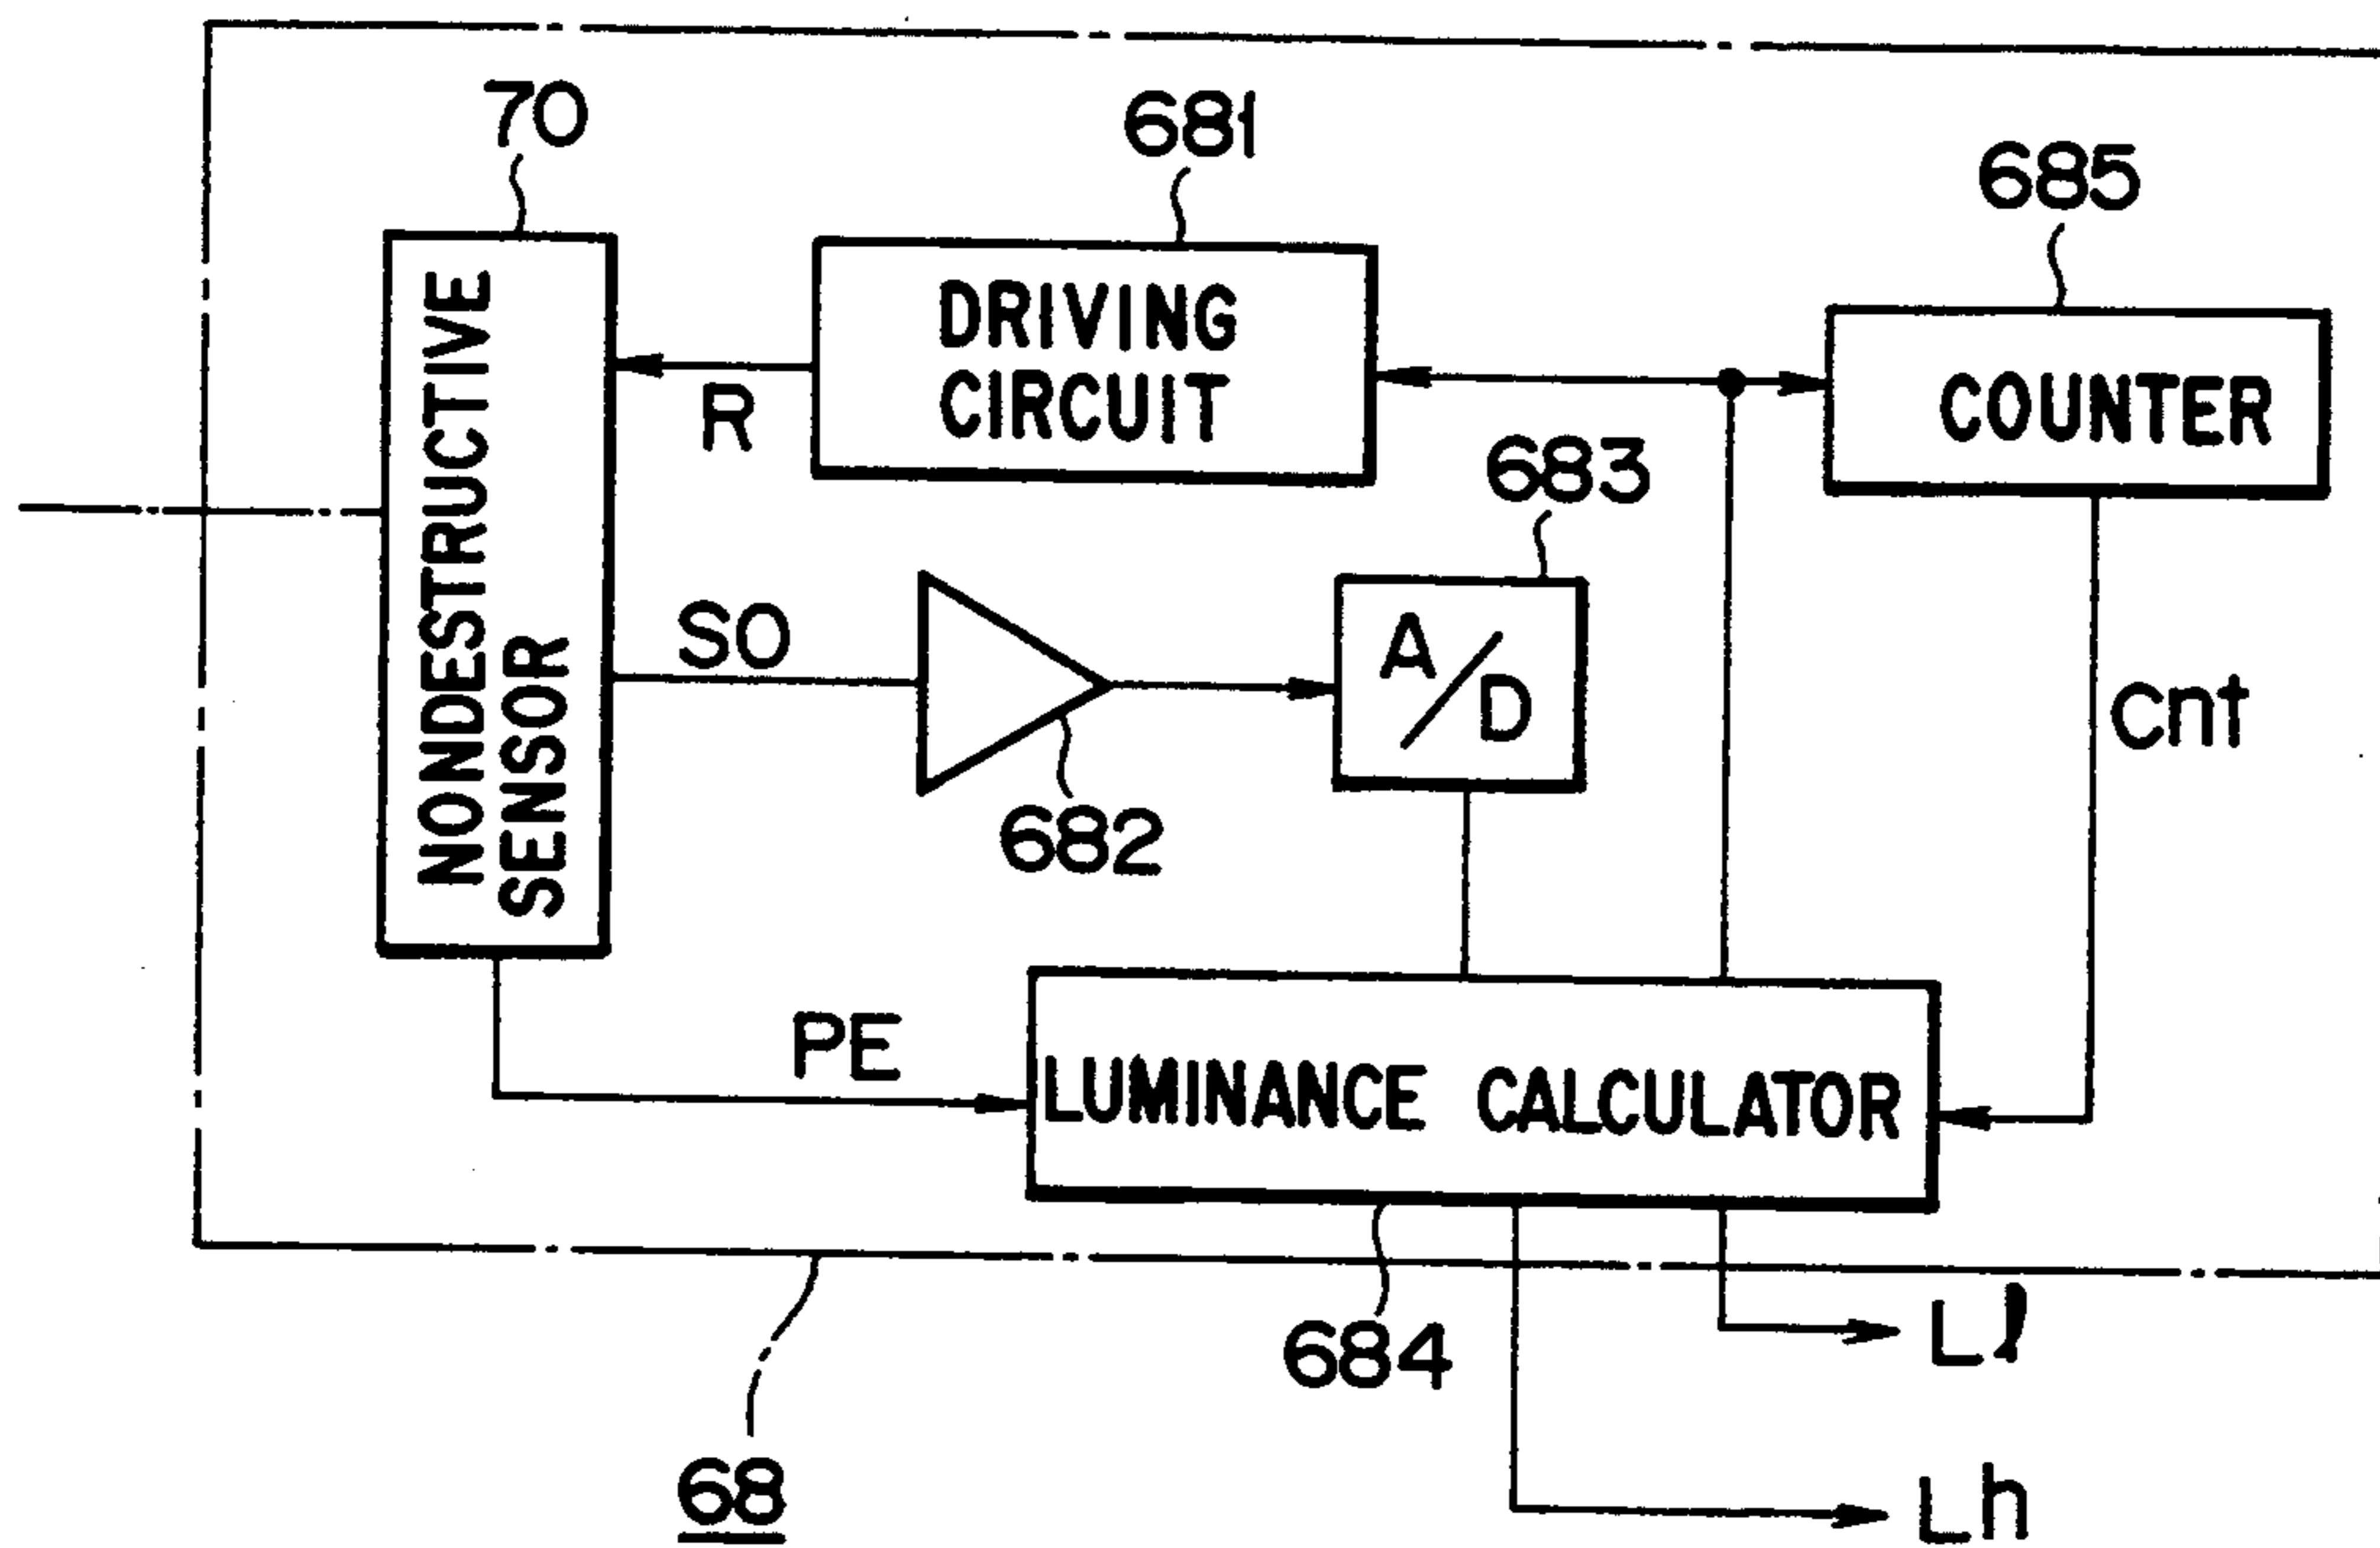 70
681
685
NONDESTRUCTIVE
SENSOR
DRIVING
CIRCUIT
COUNTER
R
683
SO
A/D
Cnt
682
PE
LUMINANCE CALCULATOR
684
Ll
68
Lh